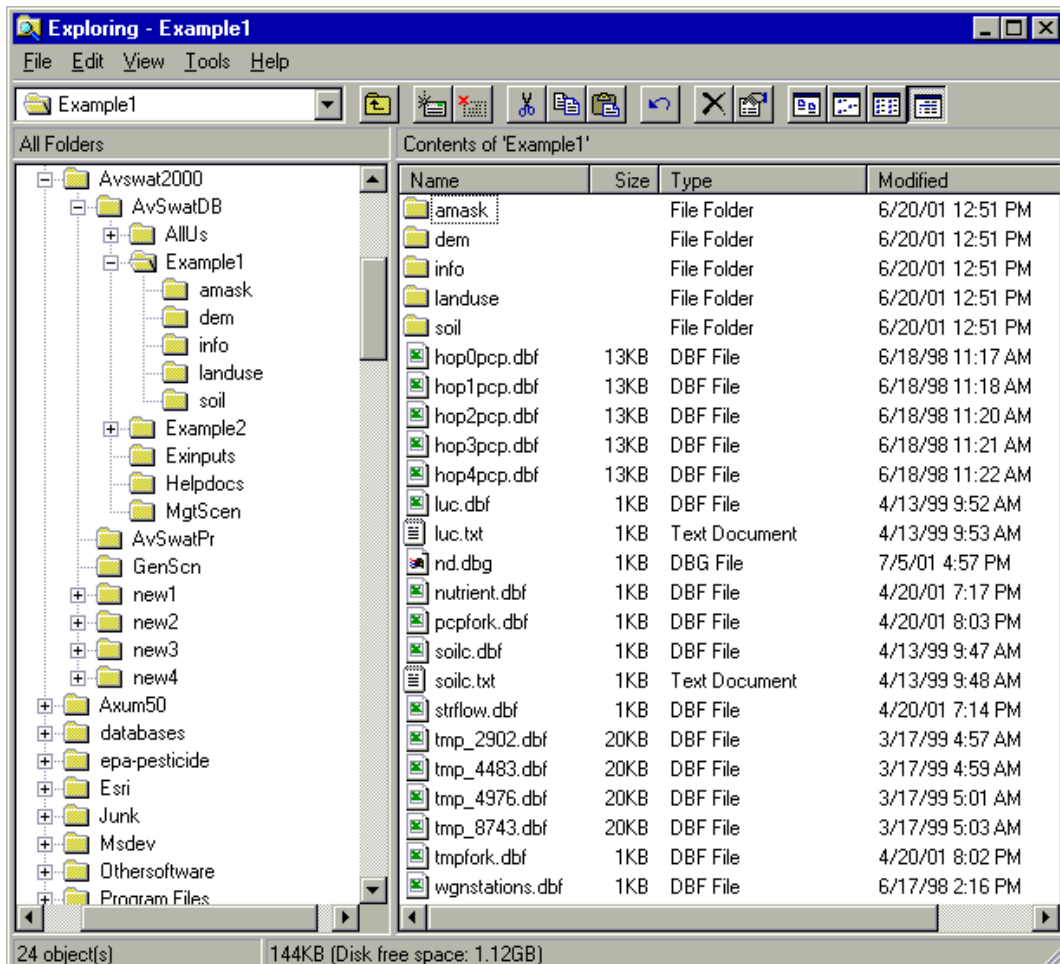 Exploring - Example1
File Edit View Tools Help
Example1
All Folders
Contents of 'Example1'
Avswat2000
AvSwatDB
AllUs
Example1
amask
dem
info
landuse
soil
Example2
Exinputs
Helpdocs
MgtScen
AvSwatPr
GenScn
new1
new2
new3
new4
Axum50
databases
epa-pesticide
Esri
Junk
Msdev
Othersoftware
Program Files
Name Size Type Modified
amask File Folder 6/20/01 12:51 PM
dem File Folder 6/20/01 12:51 PM
info File Folder 6/20/01 12:51 PM
landuse File Folder 6/20/01 12:51 PM
soil File Folder 6/20/01 12:51 PM
hop0pcp.dbf 13KB DBF File 6/18/98 11:17 AM
hop1pcp.dbf 13KB DBF File 6/18/98 11:18 AM
hop2pcp.dbf 13KB DBF File 6/18/98 11:20 AM
hop3pcp.dbf 13KB DBF File 6/18/98 11:21 AM
hop4pcp.dbf 13KB DBF File 6/18/98 11:22 AM
luc.dbf 1KB DBF File 4/13/99 9:52 AM
luc.txt 1KB Text Document 4/13/99 9:53 AM
nd.dbg 1KB DBG File 7/5/01 4:57 PM
nutrient.dbf 1KB DBF File 4/20/01 7:17 PM
pcpfork.dbf 1KB DBF File 4/20/01 8:03 PM
soilc.dbf 1KB DBF File 4/13/99 9:47 AM
soilc.txt 1KB Text Document 4/13/99 9:48 AM
strflow.dbf 1KB DBF File 4/20/01 7:14 PM
tmp_2902.dbf 20KB DBF File 3/17/99 4:57 AM
tmp_4483.dbf 20KB DBF File 3/17/99 4:59 AM
tmp_4976.dbf 20KB DBF File 3/17/99 5:01 AM
tmp_8743.dbf 20KB DBF File 3/17/99 5:03 AM
tmpfork.dbf 1KB DBF File 4/20/01 8:02 PM
wgnstations.dbf 1KB DBF File 6/17/98 2:16 PM
24 object(s) 144KB (Disk free space: 1.12GB)